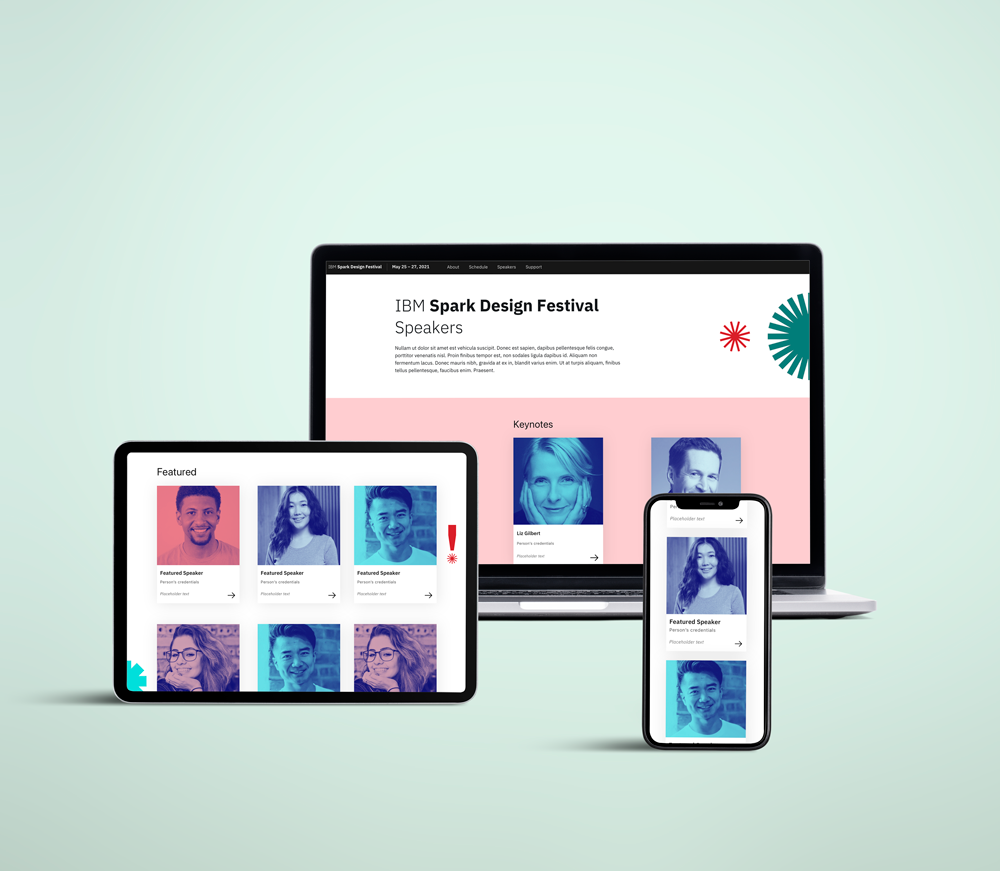 IBM Spark Design Festival May 25 – 27, 2021 About Schedule Speakers Support
IBM Spark Design Festival
Speakers
Nullam ut dolor sit amet est vehicula suscipit. Donec est sapien, dapibus pellentesque felis congue,
porttitor venenatis nisl. Proin finibus tempor est, non sodales ligula dapibus id. Aliquam non
fermentum lacus. Donec mauris nibh, gravida at ex in, blandit varius enim. Ut at turpis aliquam, finibus
tellus pellentesque, faucibus enim. Praesent.
Keynotes
Liz Gilbert
Person's credentials
Placeholder text
Featured
Featured Speaker
Person's credentials
Placeholder text
Featured Speaker
Person's credentials
Placeholder text
Featured Speaker
Person's credentials
Placeholder text
Placeholder text
Featured Speaker
Person's credentials
Placeholder text